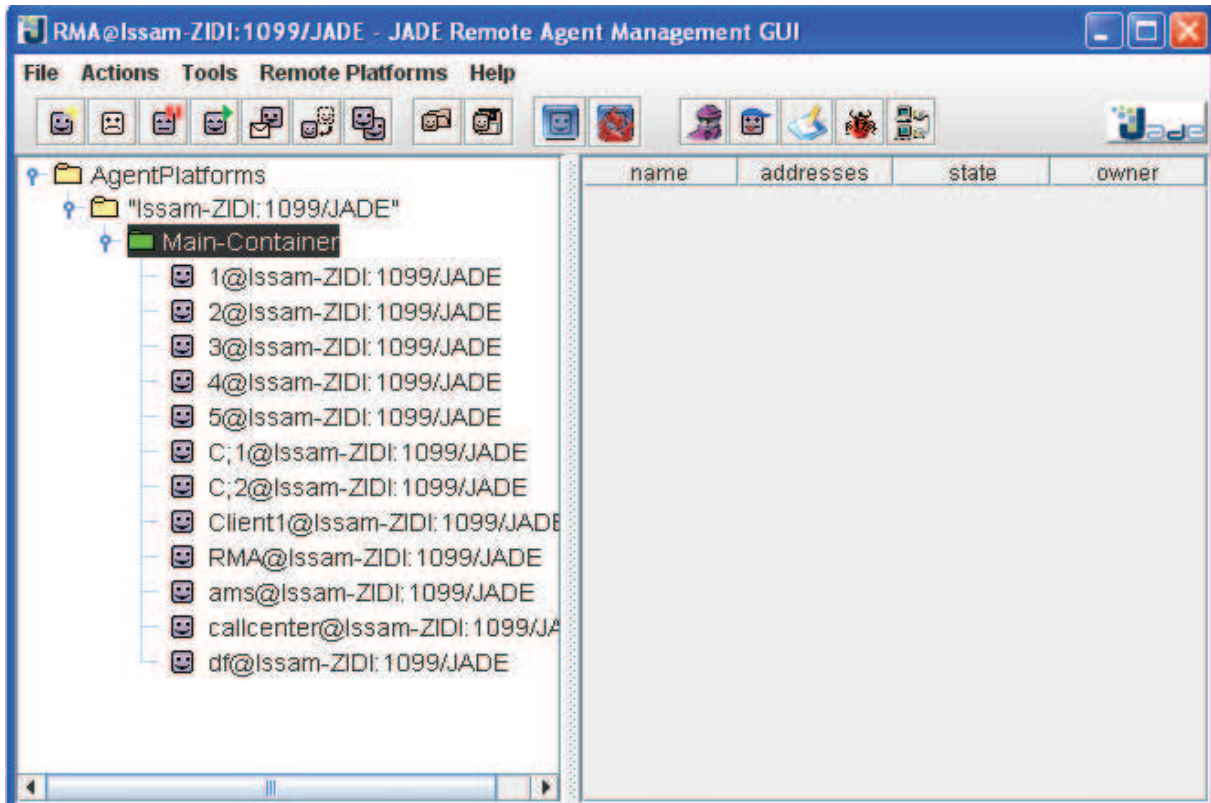 RMA@Issam-ZIDI:1099/JADE - JADE Remote Agent Management GUI
File Actions Tools Remote Platforms Help
Jade
AgentPlatforms
name addresses state owner
"Issam-ZIDI:1099/JADE"
Main-Container
1@Issam-ZIDI:1099/JADE
2@Issam-ZIDI:1099/JADE
3@Issam-ZIDI:1099/JADE
4@Issam-ZIDI:1099/JADE
5@Issam-ZIDI:1099/JADE
C;1@Issam-ZIDI:1099/JADE
C;2@Issam-ZIDI:1099/JADE
Client1@Issam-ZIDI:1099/JADE
RMA@Issam-ZIDI:1099/JADE
ams@Issam-ZIDI:1099/JADE
callcenter@Issam-ZIDI:1099/JA
df@Issam-ZIDI:1099/JADE